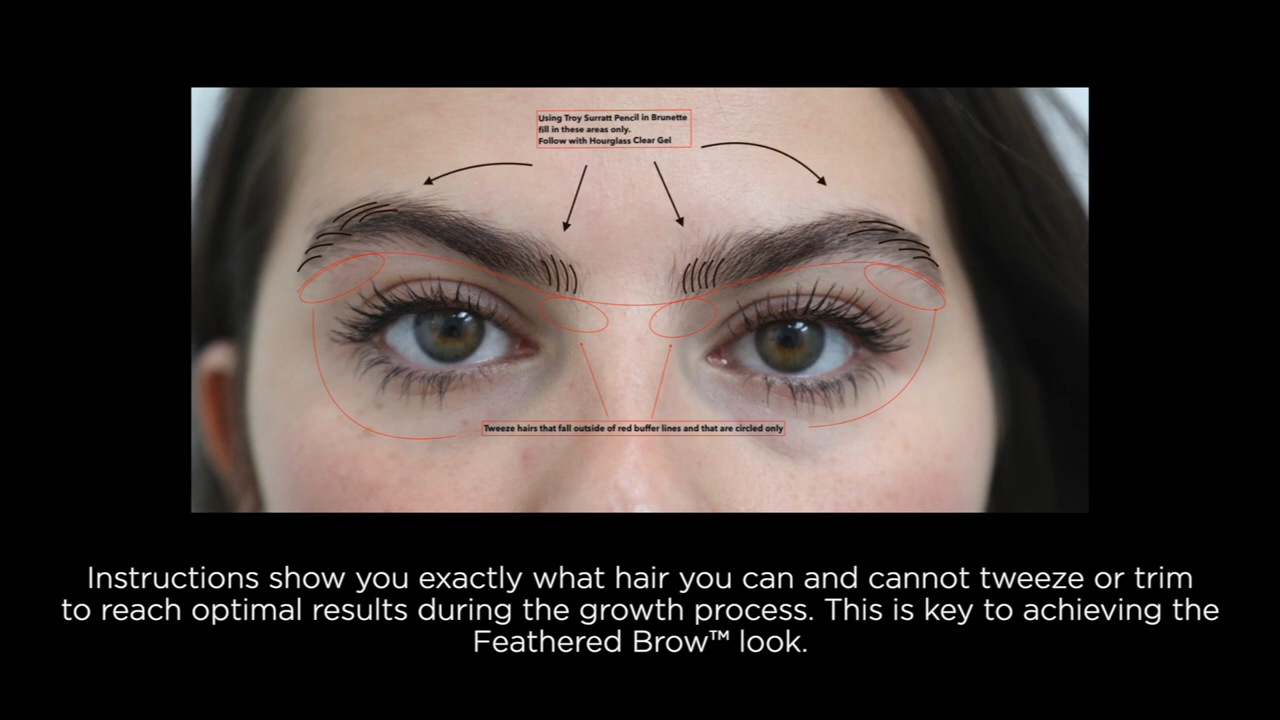 Using Troy Surratt Pencil in Brunette
fill in these areas only.
Follow with Hourglass Clear Gel
Tweeze hairs that fall outside of red buffer lines and that are circled only
Instructions show you exactly what hair you can and cannot tweeze or trim
to reach optimal results during the growth process. This is key to achieving the
Feathered Brow™ look.